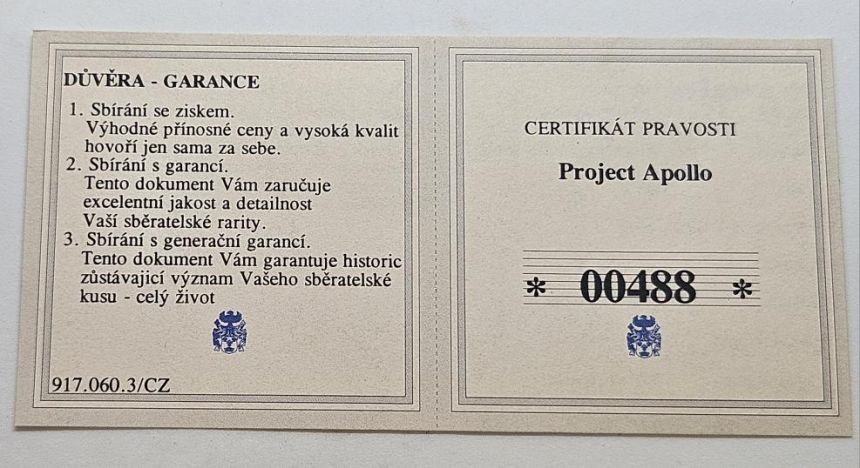 DŮVĚRA - GARANCE
1. Sbírání se ziskem.
Výhodné přínosné ceny a vysoká kvalit
hovoří jen sama za sebe.
2. Sbírání s garancí.
Tento dokument Vám zaručuje
excelentní jakost a detailnost
Vaší sběratelské rarity.
3. Sbírání s generační garancí.
Tento dokument Vám garantuje historic
zůstávajicí význam Vašeho sběratelské
kusu - celý život
917.060.3/CZ
CERTIFIKÁT PRAVOSTI
Project Apollo
* 00488 *